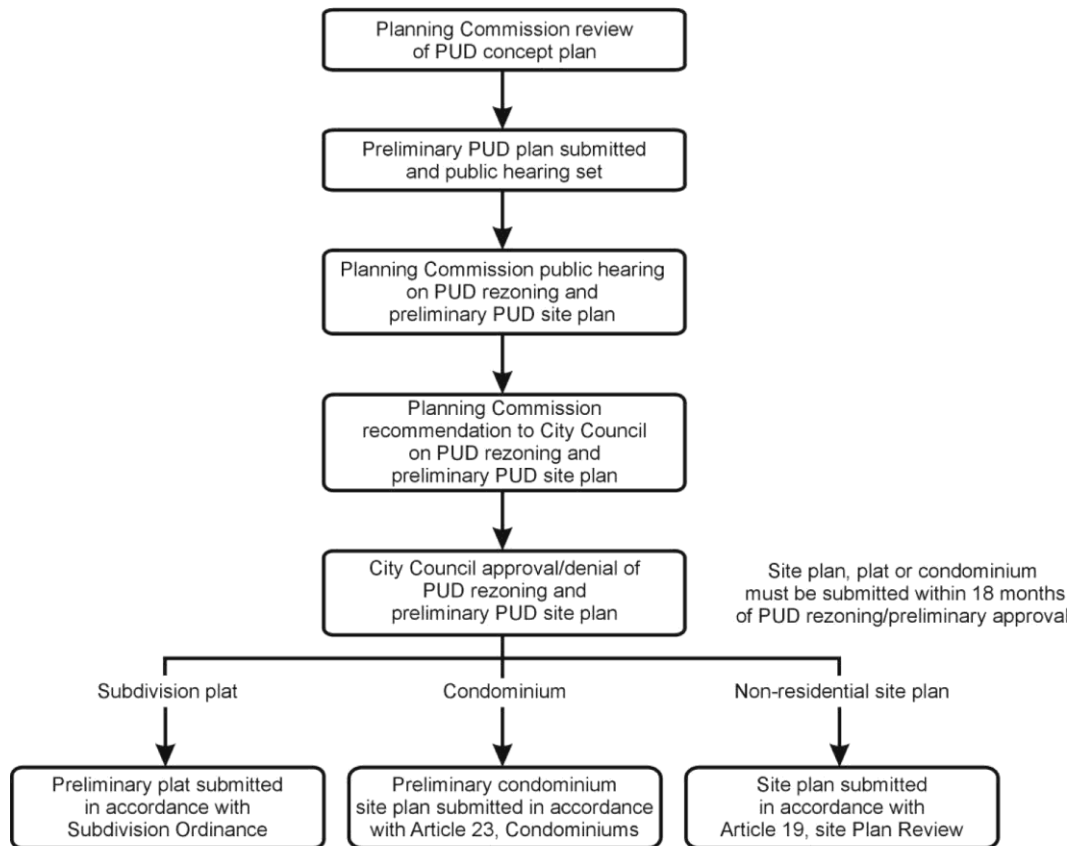 Planning Commission review
of PUD concept plan
Preliminary PUD plan submitted
and public hearing set
Planning Commission public hearing
on PUD rezoning and
preliminary PUD site plan
Planning Commission
recommendation to City Council
on PUD rezoning and
preliminary PUD site plan
City Council approval/denial of
PUD rezoning and
preliminary PUD site plan
Site plan, plat or condominium
must be submitted within 18 months
of PUD rezoning/preliminary approval
Subdivision plat
Condominium
Non-residential site plan
Preliminary plat submitted
in accordance with
Subdivision Ordinance
Preliminary condominium
site plan submitted in accordance
with Article 23, Condominiums
Site plan submitted
in accordance with
Article 19, site Plan Review